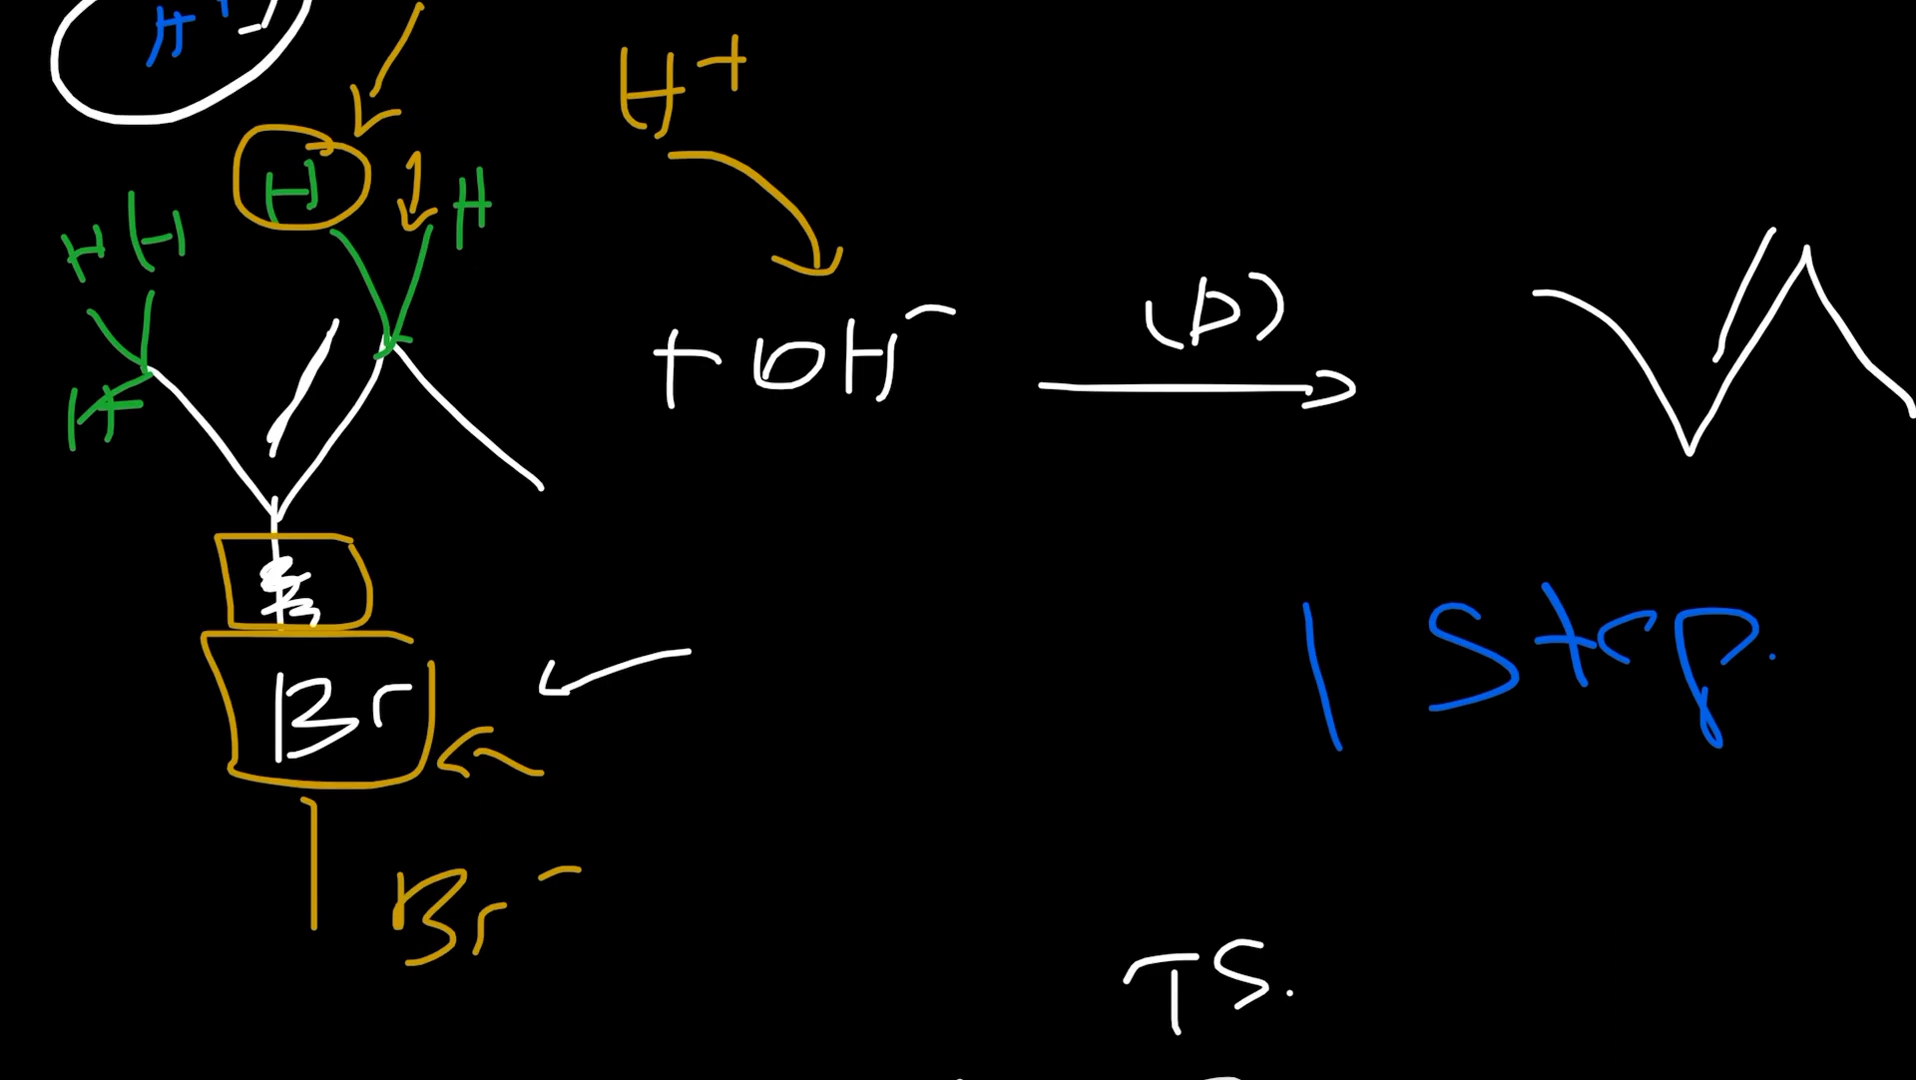 H+
H+
H
H
H H
H
+ OH⁻
(D)
Br
1 Step.
Br⁻
TS.